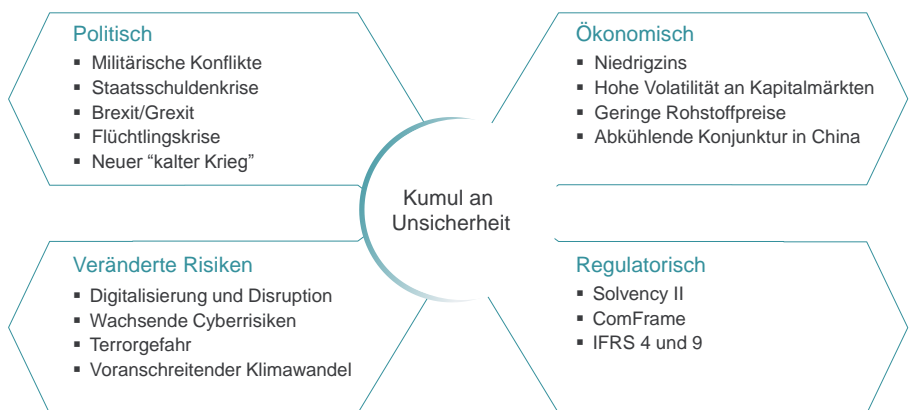 Politisch
▪ Militärische Konflikte
▪ Staatsschuldenkrise
▪ Brexit/Grexit
▪ Flüchtlingskrise
▪ Neuer “kalter Krieg”
Ökonomisch
▪ Niedrigzins
▪ Hohe Volatilität an Kapitalmärkten
▪ Geringe Rohstoffpreise
▪ Abkühlende Konjunktur in China
Kumul an
Unsicherheit
Veränderte Risiken
▪ Digitalisierung und Disruption
▪ Wachsende Cyberrisiken
▪ Terrorgefahr
▪ Voranschreitender Klimawandel
Regulatorisch
▪ Solvency II
▪ ComFrame
▪ IFRS 4 und 9